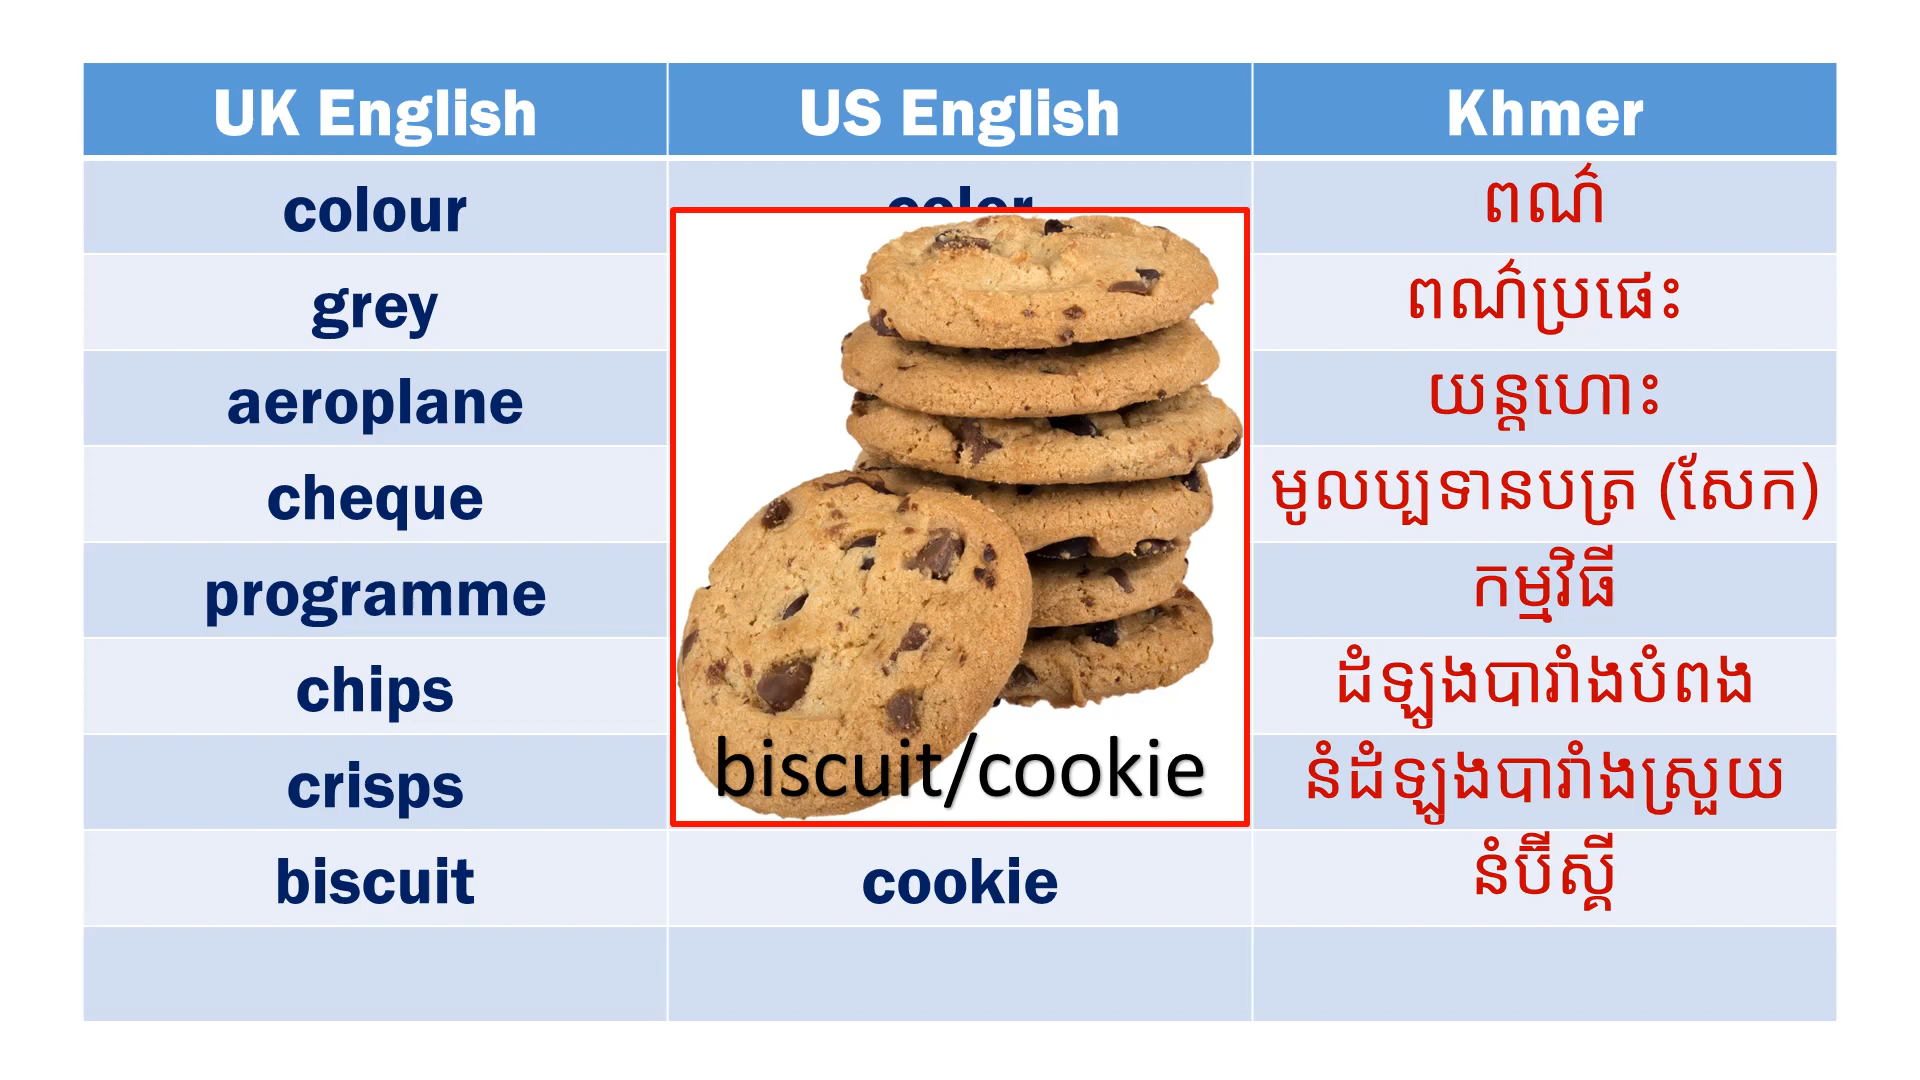 UK English US English Khmer
colour color ពណ៌
grey ពណ៌ប្រផេះ
aeroplane យន្តហោះ
cheque មូលប្បទានបត្រ (សែក)
programme កម្មវិធី
chips ដំឡូងបារាំងបំពង
crisps នំដំឡូងបារាំងស្រួយ
biscuit/cookie
biscuit cookie នំប៊ីស្គី